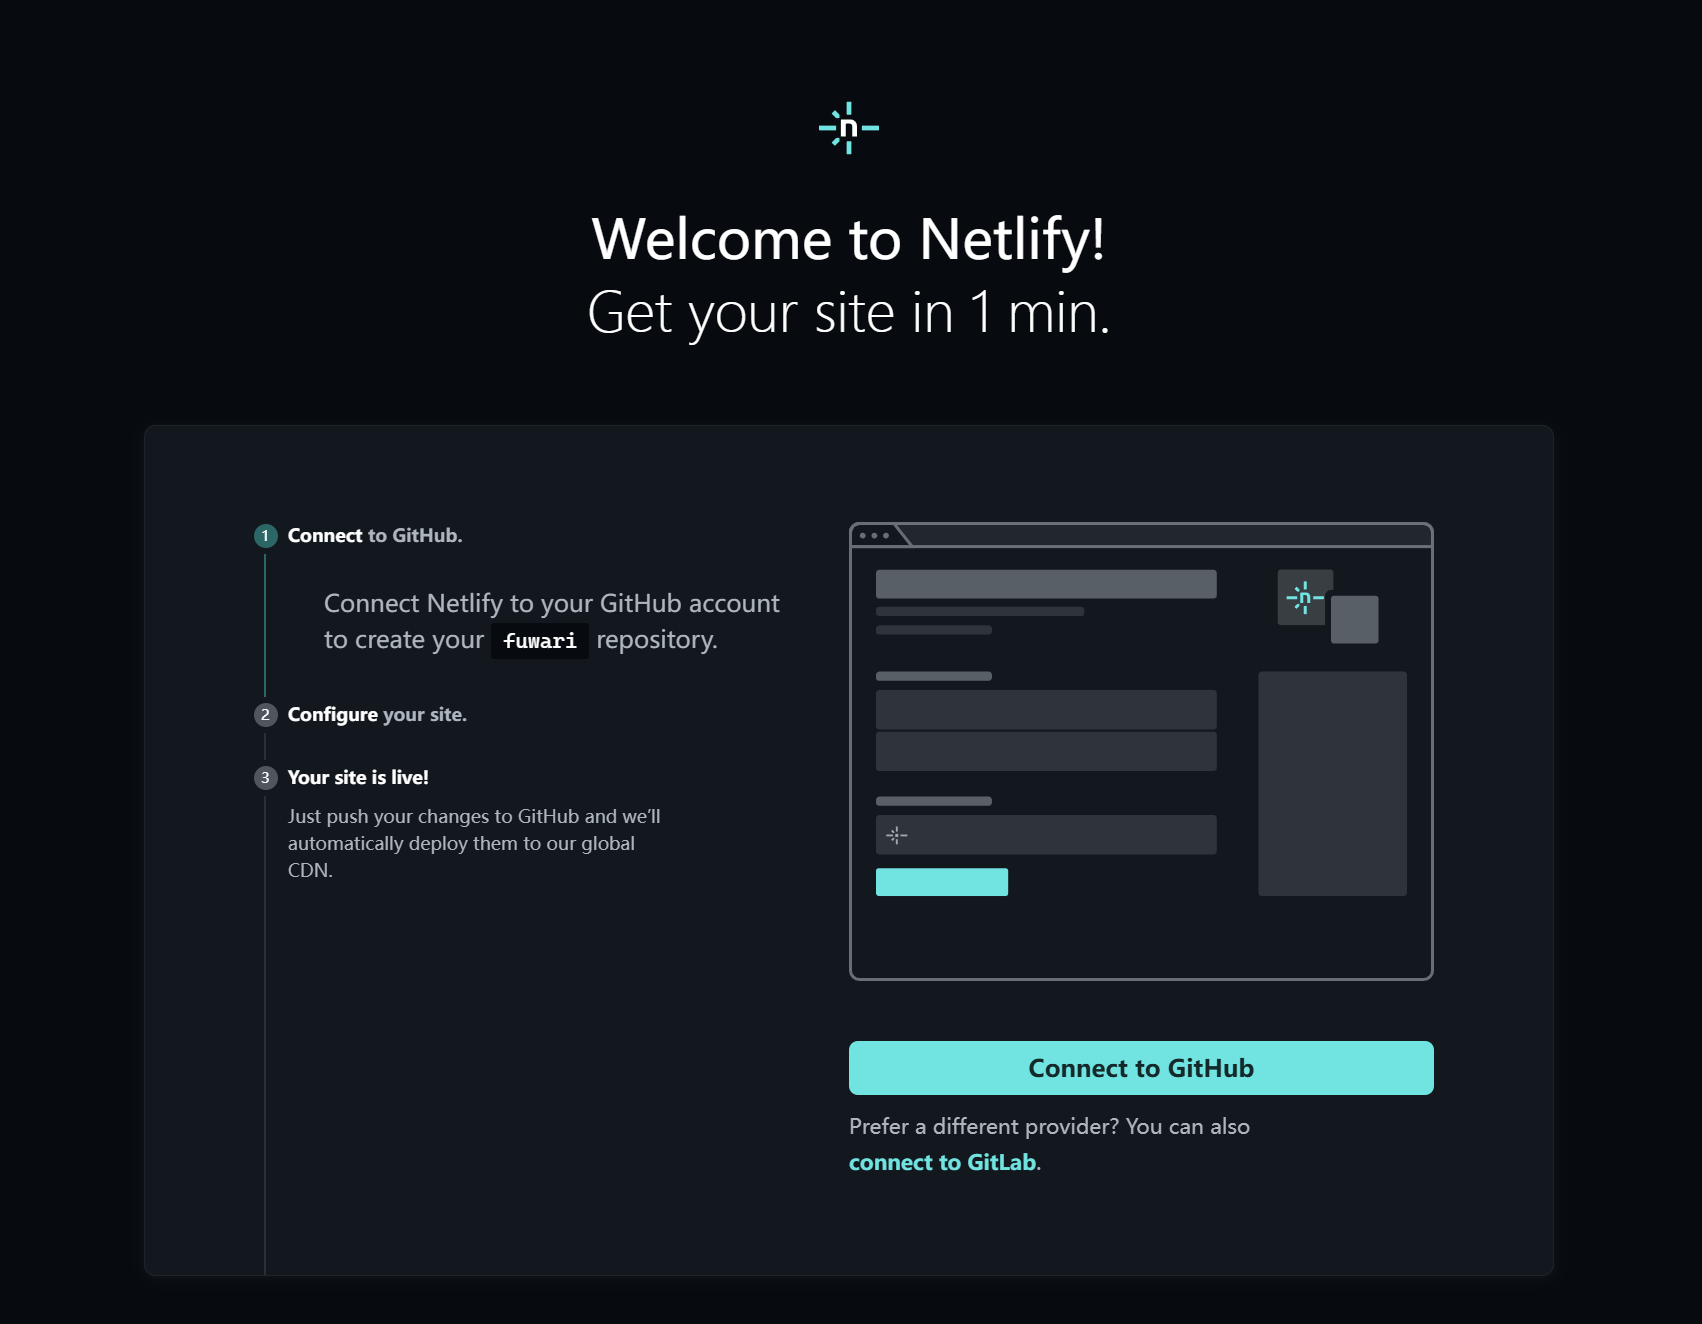 n
Welcome to Netlify!
Get your site in 1 min.
1 Connect to GitHub.
Connect Netlify to your GitHub account
to create your fuwari repository.
2 Configure your site.
3 Your site is live!
Just push your changes to GitHub and we’ll
automatically deploy them to our global
CDN.
n
Connect to GitHub
Prefer a different provider? You can also
connect to GitLab.